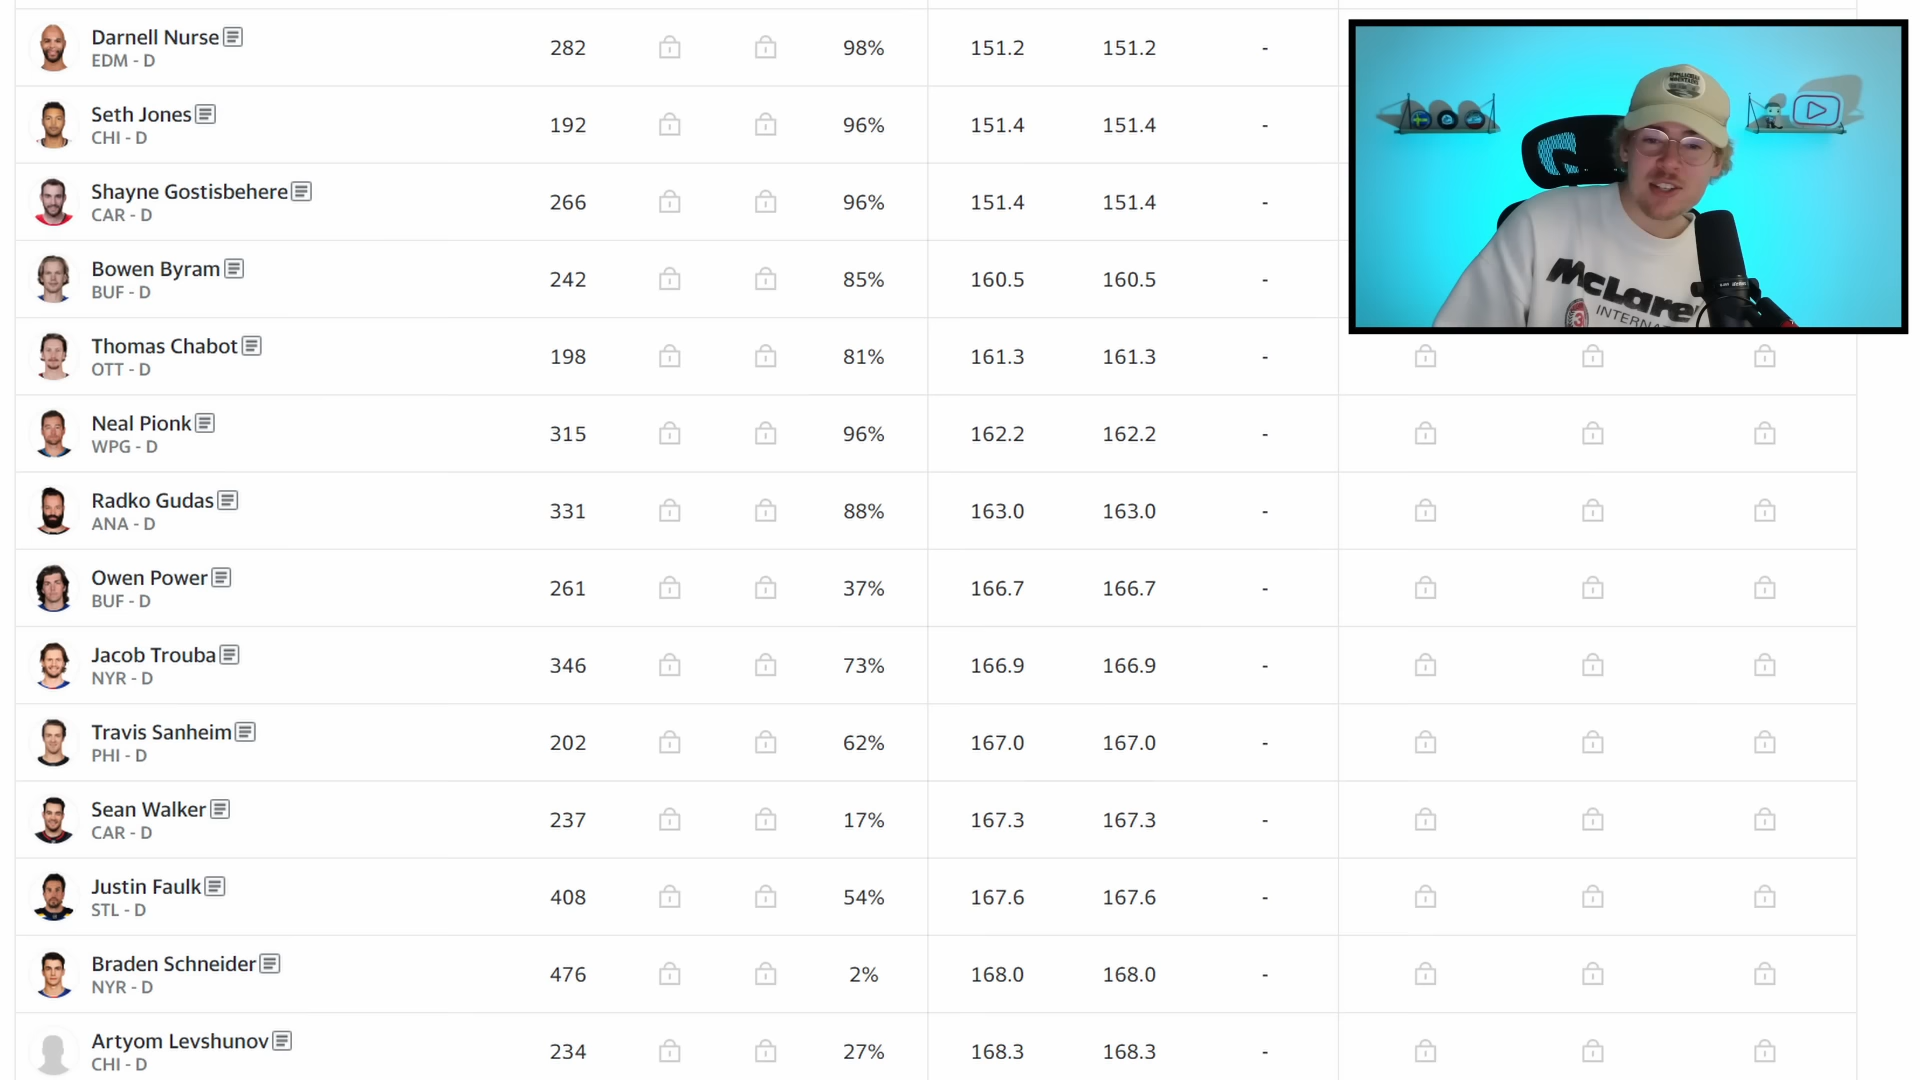 Darnell Nurse
EDM - D
282 98% 151.2 151.2 -
Seth Jones
CHI - D
192 96% 151.4 151.4 -
Shayne Gostisbehere
CAR - D
266 96% 151.4 151.4 -
Bowen Byram
BUF - D
242 85% 160.5 160.5 -
Thomas Chabot
OTT - D
198 81% 161.3 161.3 -
Neal Pionk
WPG - D
315 96% 162.2 162.2 -
Radko Gudas
ANA - D
331 88% 163.0 163.0 -
Owen Power
BUF - D
261 37% 166.7 166.7 -
Jacob Trouba
NYR - D
346 73% 166.9 166.9 -
Travis Sanheim
PHI - D
202 62% 167.0 167.0 -
Sean Walker
CAR - D
237 17% 167.3 167.3 -
Justin Faulk
STL - D
408 54% 167.6 167.6 -
Braden Schneider
NYR - D
476 2% 168.0 168.0 -
Artyom Levshunov
CHI - D
234 27% 168.3 168.3 -
APPALACHIAN
MOUNTAINS
McLare
INTERNA